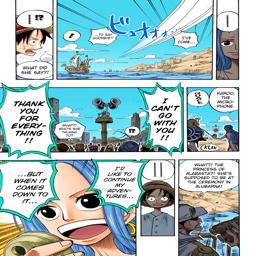 I'VE
COME...
...TO SAY
GOODBYE!!
!?
WHAT DID
SHE SAY?!
KAROO,
THE
MICRO-
PHONE.
KLAK
I CAN'T
GO WITH
YOU!!
THANK
YOU FOR
EVERY-
THING
!!
WHAT?! THE
PRINCESS OF
ALABASTA?! SHE'S
SUPPOSED TO BE
AT THE
CEREMONY IN
ALUBARNA!
I'D LIKE TO
CONTINUE
MY
ADVEN-
TURES...
...BUT
WHEN IT
COMES
DOWN TO
IT...